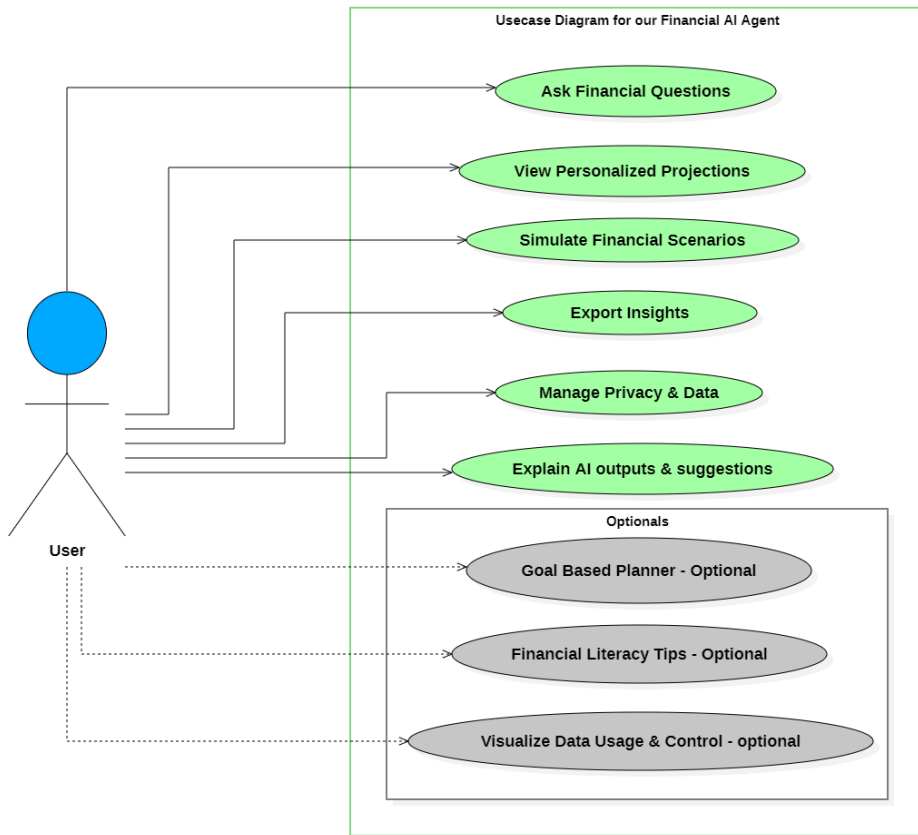 Usecase Diagram for our Financial AI Agent
Ask Financial Questions
View Personalized Projections
Simulate Financial Scenarios
Export Insights
Manage Privacy & Data
Explain AI outputs & suggestions
Optionals
User
Goal Based Planner - Optional
Financial Literacy Tips - Optional
Visualize Data Usage & Control - optional